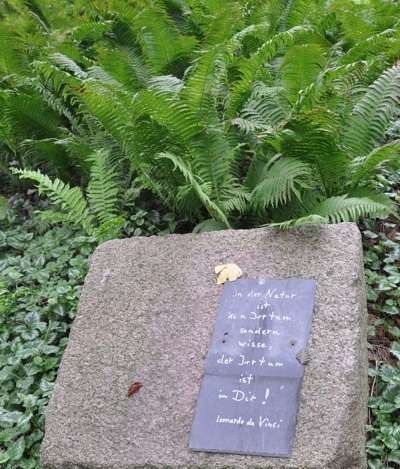 In der Natur
ist
kein Irrtum
sondern
wisse,
der Irrtum
ist
in Dir!
Leonardo da Vinci